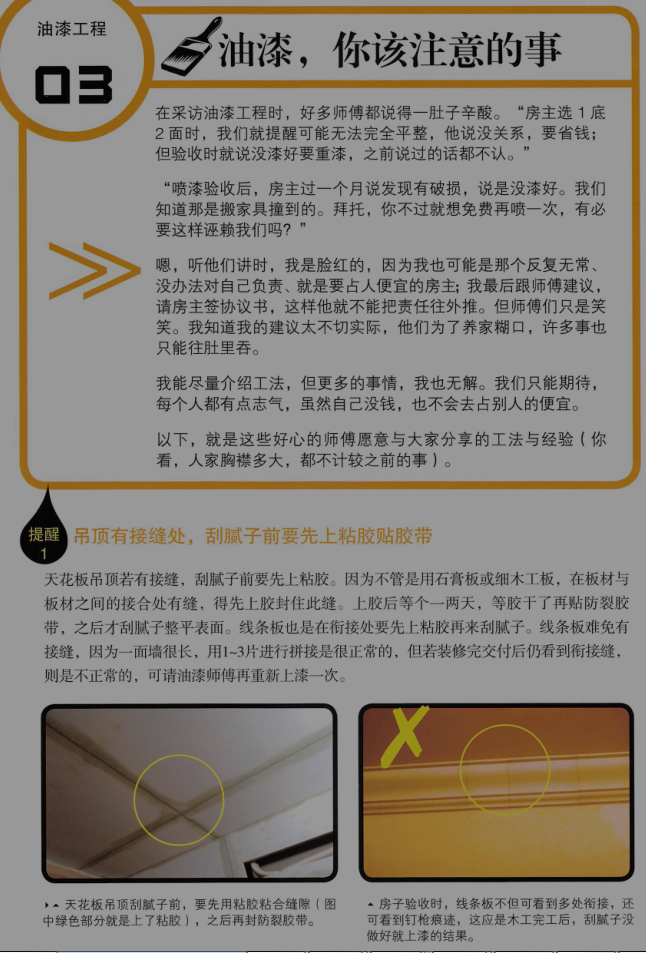 油漆工程
03
油漆，你该注意的事
在采访油漆工程时，好多师傅都说得一肚子辛酸。“房主选 1 底
2 面时，我们就提醒可能无法完全平整，他说没关系，要省钱；
但验收时就说没漆好要重漆，之前说过的话都不认。”
“喷漆验收后，房主过一个月说发现有破损，说是没漆好。我们
知道那是搬家具撞到的。拜托，你不过就想免费再喷一次，有必
要这样诬赖我们吗？”
嗯，听他们讲时，我是脸红的，因为我也可能是那个反复无常、
没办法对自己负责、就是要占人便宜的房主；我最后跟师傅建议，
请房主签协议书，这样他就不能把责任往外推。但师傅们只是笑
笑。我知道我的建议太不切实际，他们为了养家糊口，许多事也
只能往肚里吞。
我能尽量介绍工法，但更多的事情，我也无解。我们只能期待，
每个人都有点志气，虽然自己没钱，也不会去占别人的便宜。
以下，就是这些好心的师傅愿意与大家分享的工法与经验（你
看，人家胸襟多大，都不计较之前的事）。
提醒
1
吊顶有接缝处，刮腻子前要先上粘胶贴胶带
天花板吊顶若有接缝，刮腻子前要先上粘胶。因为不管是用石膏板或细木工板，在板材与
板材之间的接合处有缝，得先上胶封住此缝。上胶后等个一两天，等胶干了再贴防裂胶
带，之后才刮腻子整平表面。线条板也是在衔接处要先上粘胶再来刮腻子。线条板难免有
接缝，因为一面墙很长，用1~3片进行拼接是很正常的，但若装修完交付后仍看到衔接缝，
则是不正常的，可请油漆师傅再重新上漆一次。
天花板吊顶刮腻子前，要先用粘胶粘合缝隙（图
中绿色部分就是上了粘胶），之后再封防裂胶带。
房子验收时，线条板不但可看到多处衔接，还
可看到钉枪痕迹，这应是木工完工后，刮腻子没
做好就上漆的结果。